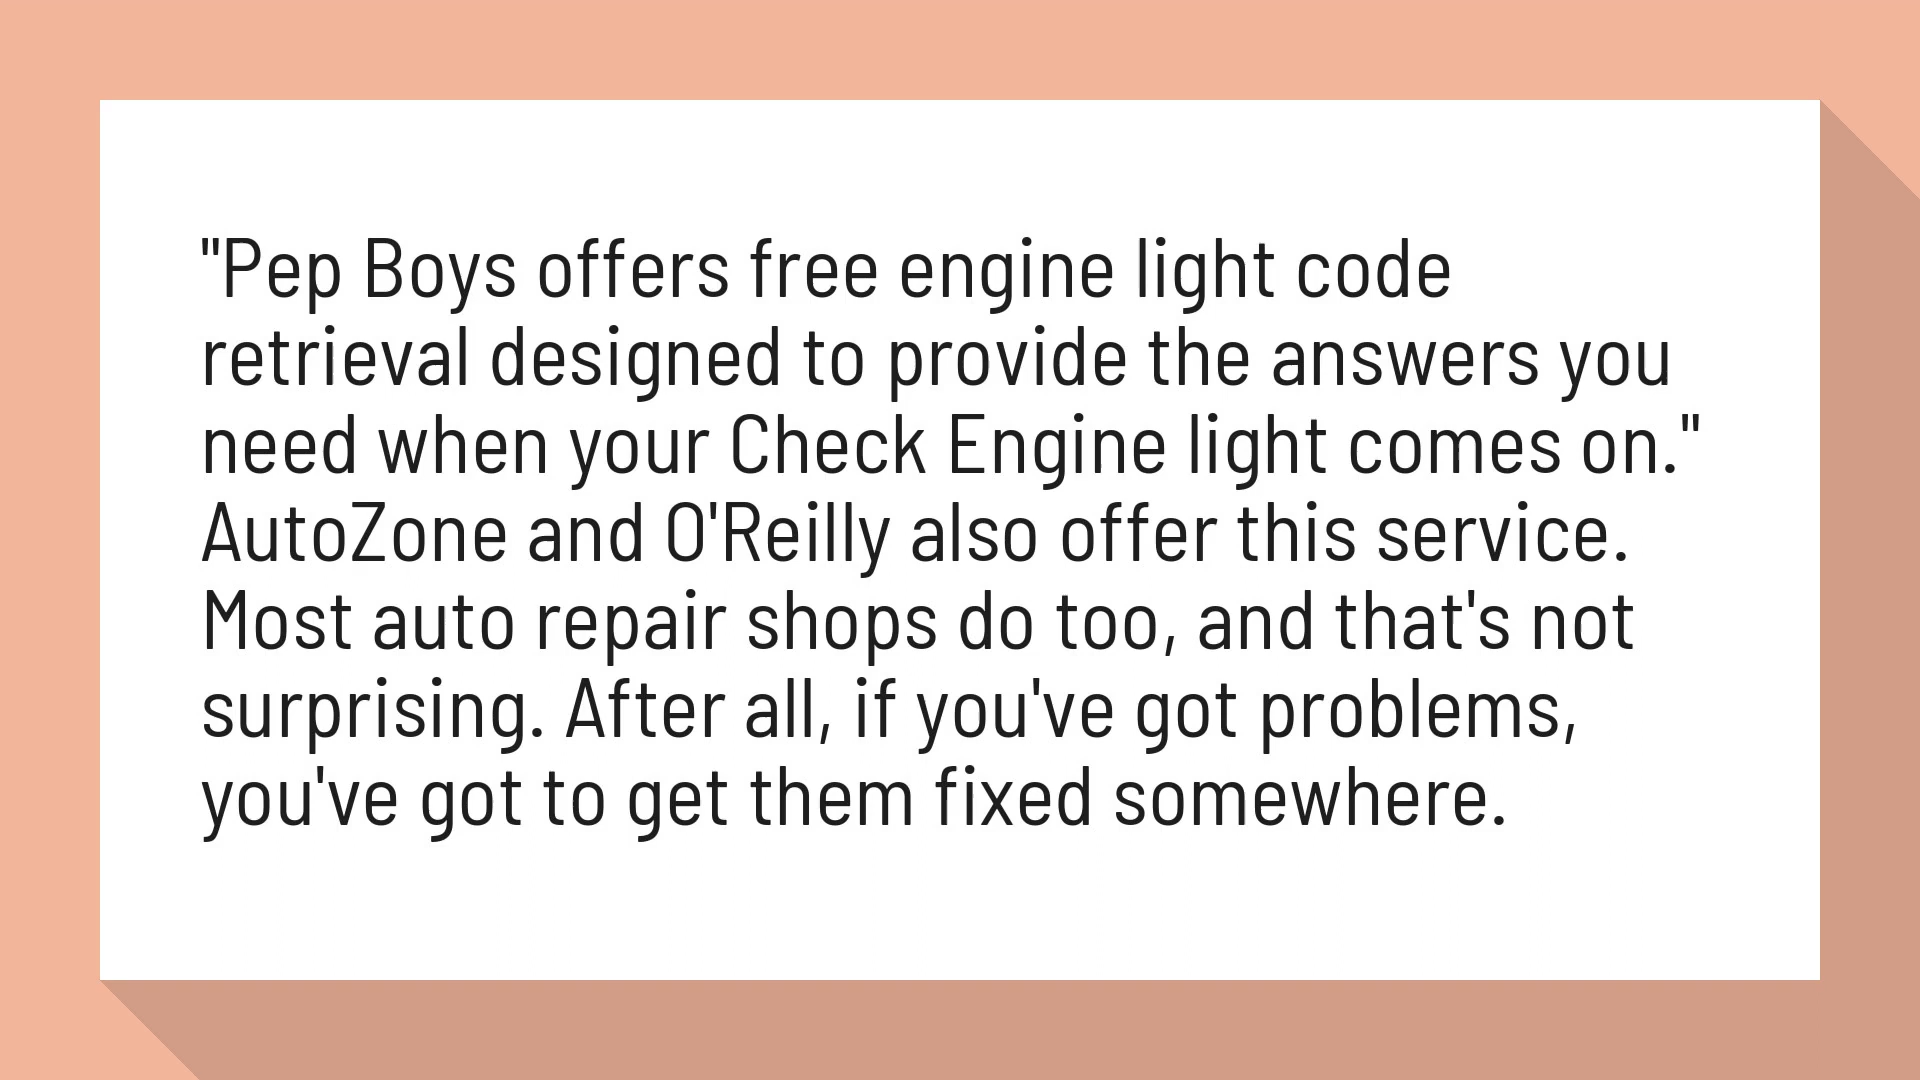 "Pep Boys offers free engine light code
retrieval designed to provide the answers you
need when your Check Engine light comes on."
AutoZone and O'Reilly also offer this service.
Most auto repair shops do too, and that's not
surprising. After all, if you've got problems,
you've got to get them fixed somewhere.